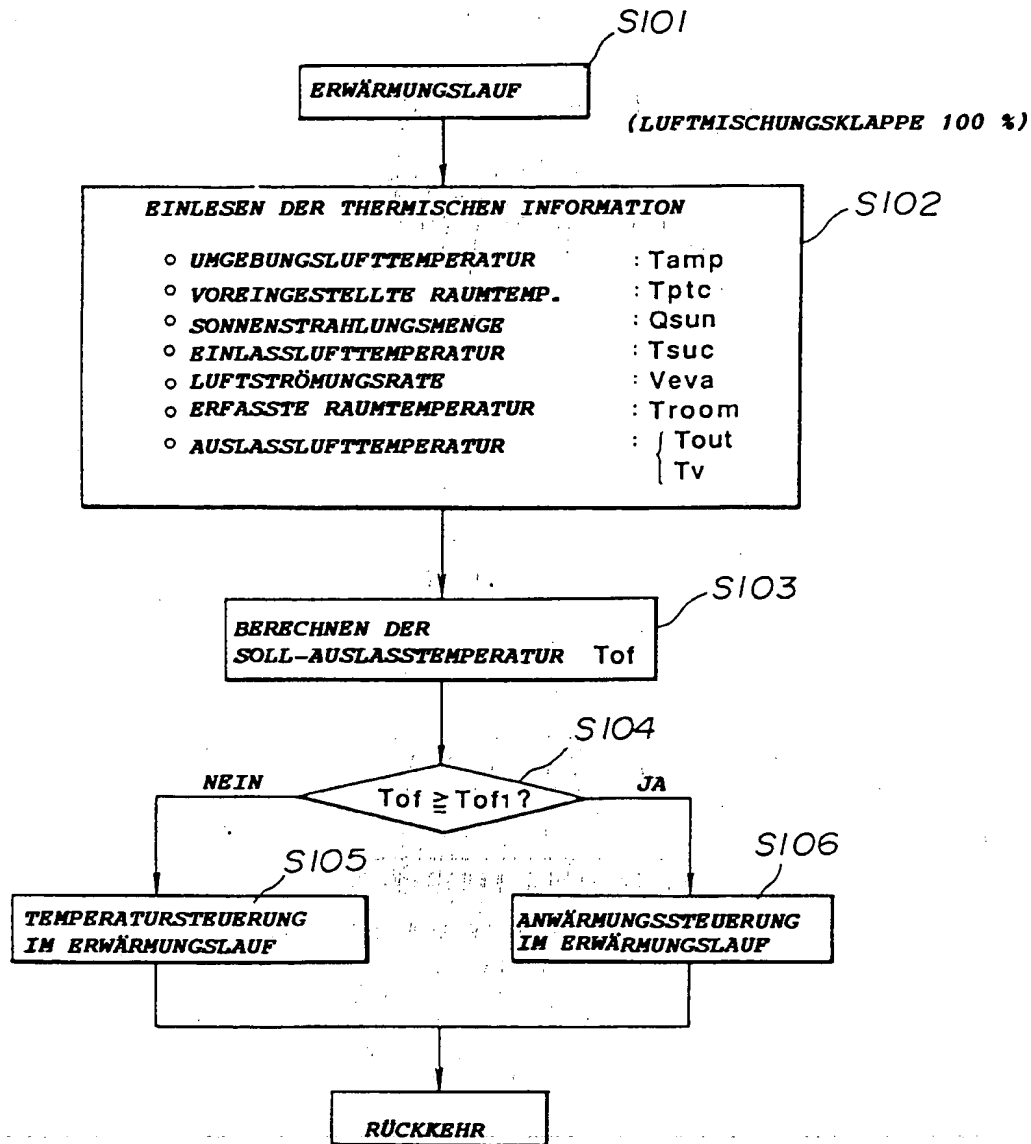 S101
ERWÄRMUNGSLAUF
(LUFTMISCHUNGSKLAPPE 100 %)
EINLESEN DER THERMISCHEN INFORMATION
S102
○ UMGEBUNGSLUFTTEMPERATUR : Tamp
○ VOREINGESTELLTE RAUMTEMP. : Tptc
○ SONNENSTRAHLUNGSMENGE : Qsun
○ EINLASSLUFTTEMPERATUR : Tsuc
○ LUFTSTRÖMUNGSRATE : Veva
○ ERFASSTE RAUMTEMPERATUR : Troom
○ AUSLASSLUFTTEMPERATUR : { Tout
Tv
S103
BERECHNEN DER
SOLL-AUSLASSTEMPERATUR Tof
S104
NEIN
Tof ≧ Tof1 ?
JA
S105
S106
TEMPERATURSTEUERUNG
IM ERWÄRMUNGSLAUF
ANWÄRMUNGSSTEUERUNG
IM ERWÄRMUNGSLAUF
RÜCKKEHR